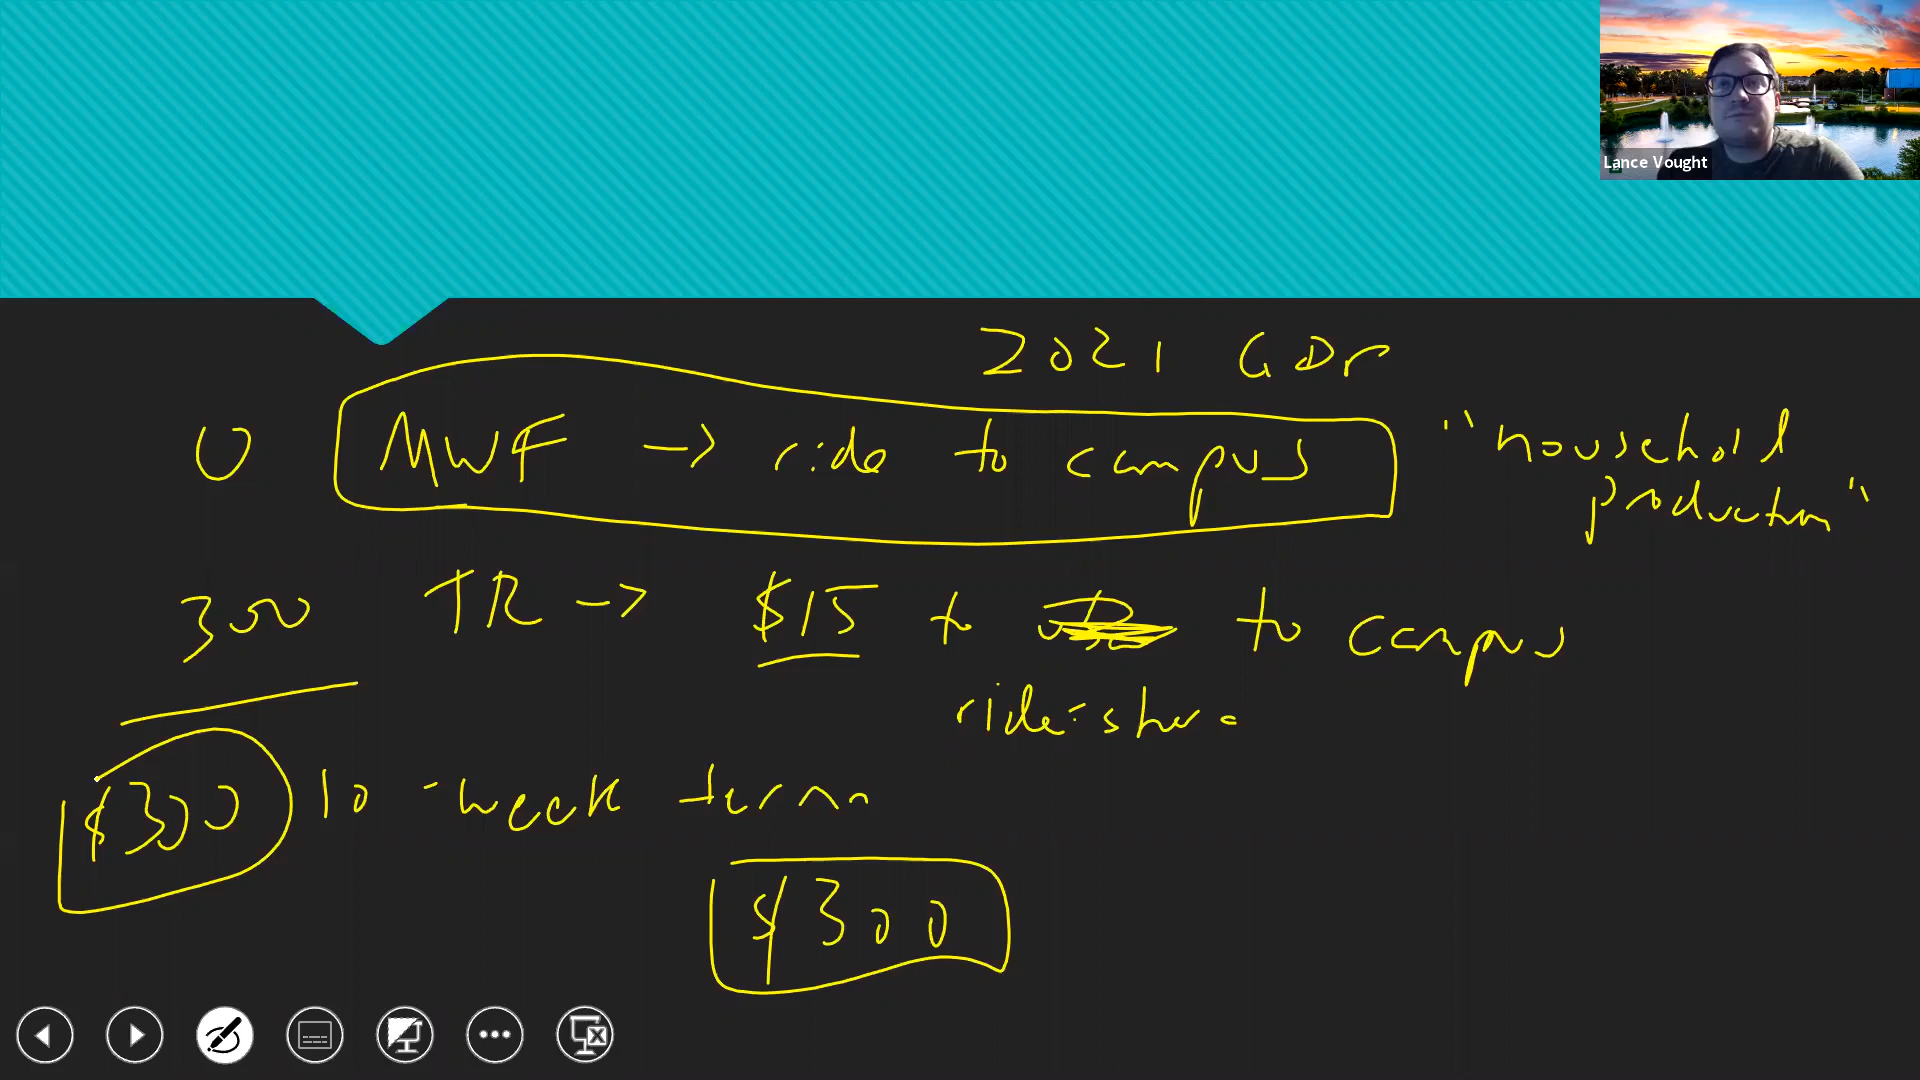 Lance Vought
2021 GDP
0 MWF → ride to campus "household
production"
300 TR → $15 to to campus
ride-share
$300 10-week term
$300